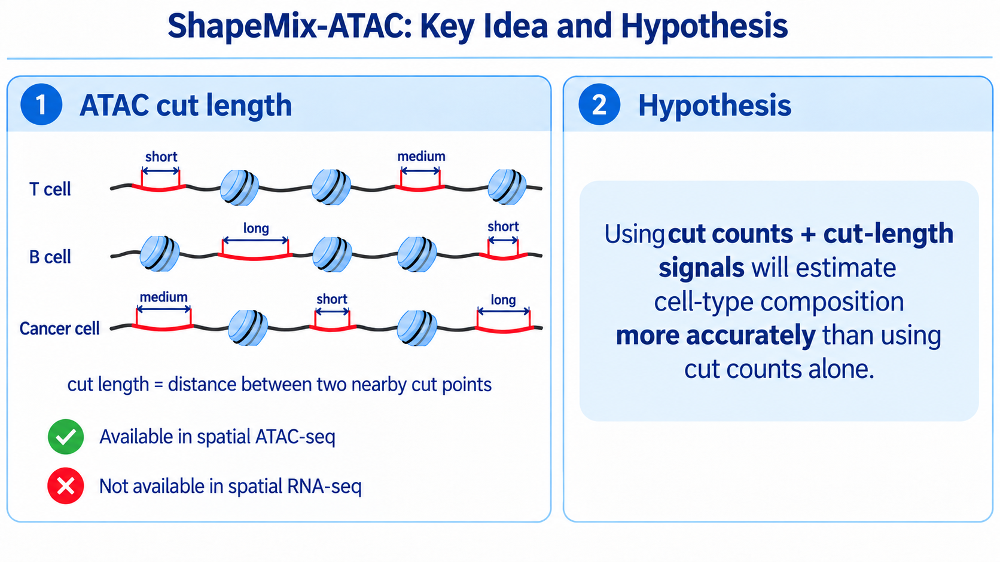 ShapeMix-ATAC: Key Idea and Hypothesis
1 ATAC cut length
short
medium
T cell
long
short
B cell
medium
short
long
Cancer cell
cut length = distance between two nearby cut points
Available in spatial ATAC-seq
Not available in spatial RNA-seq
2 Hypothesis
Using cut counts + cut-length
signals will estimate
cell-type composition
more accurately than using
cut counts alone.